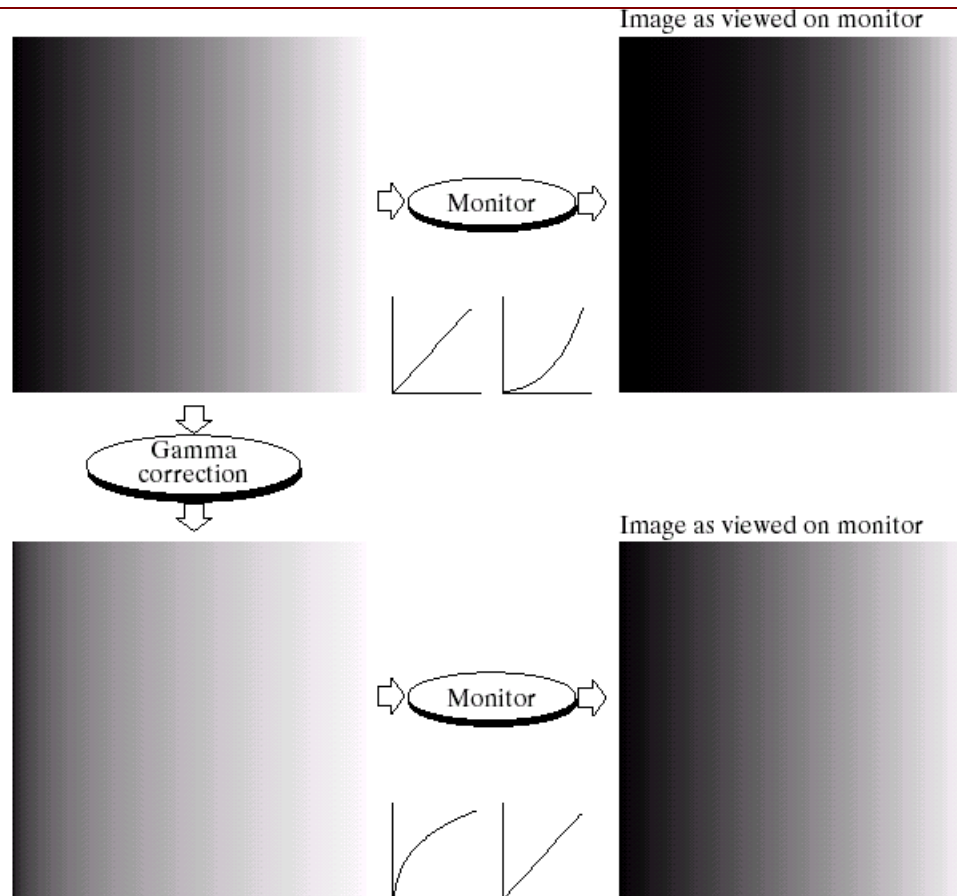 Image as viewed on monitor
Monitor
Gamma
correction
Image as viewed on monitor
Monitor